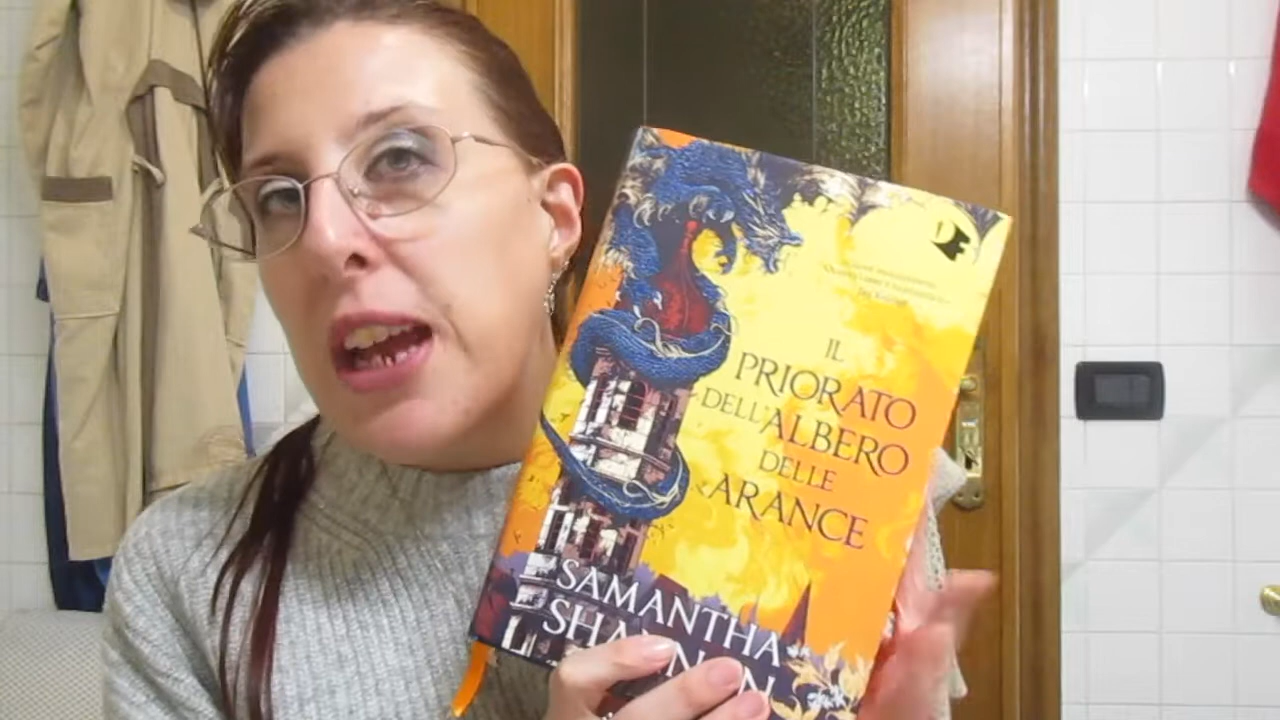 IL
PRIORATO
DELL'ALBERO
DELLE
ARANCE
SAMANTHA